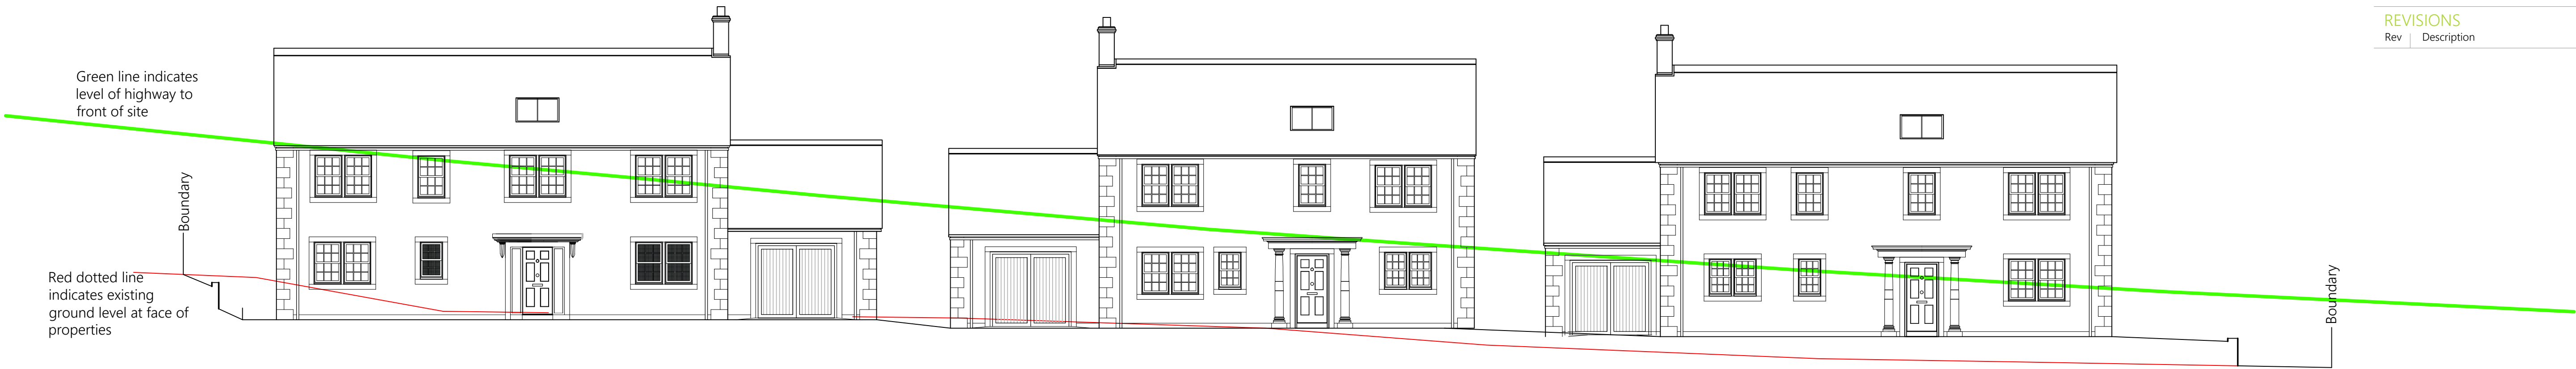 Green line indicates
level of highway to
front of site
Boundary
Red dotted line
indicates existing
ground level at face of
properties
Boundary
REVISIONS
Rev Description